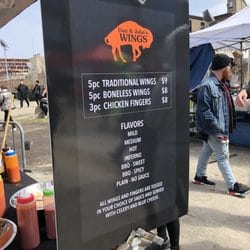 Dan & John's
WINGS
5pc TRADITIONAL WINGS $9
5pc BONELESS WINGS $8
3pc CHICKEN FINGERS $8
FLAVORS
MILD
MEDIUM
HOT
INFERNO
BBQ - SWEET
BBQ - SPICY
PLAIN - NO SAUCE
ALL WINGS AND FINGERS ARE TOSSED
IN YOUR CHOICE OF SAUCE AND SERVED
WITH CELERY AND BLUE CHEESE